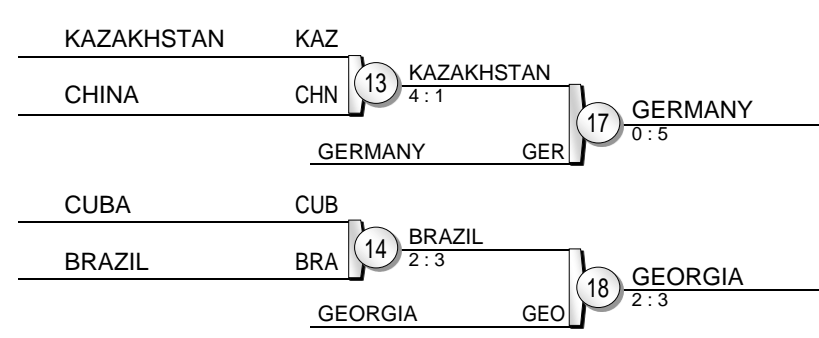 KAZAKHSTAN KAZ
13 KAZAKHSTAN
4 : 1
CHINA CHN
17 GERMANY
0 : 5
GERMANY GER
CUBA CUB
14 BRAZIL
2 : 3
BRAZIL BRA
18 GEORGIA
2 : 3
GEORGIA GEO